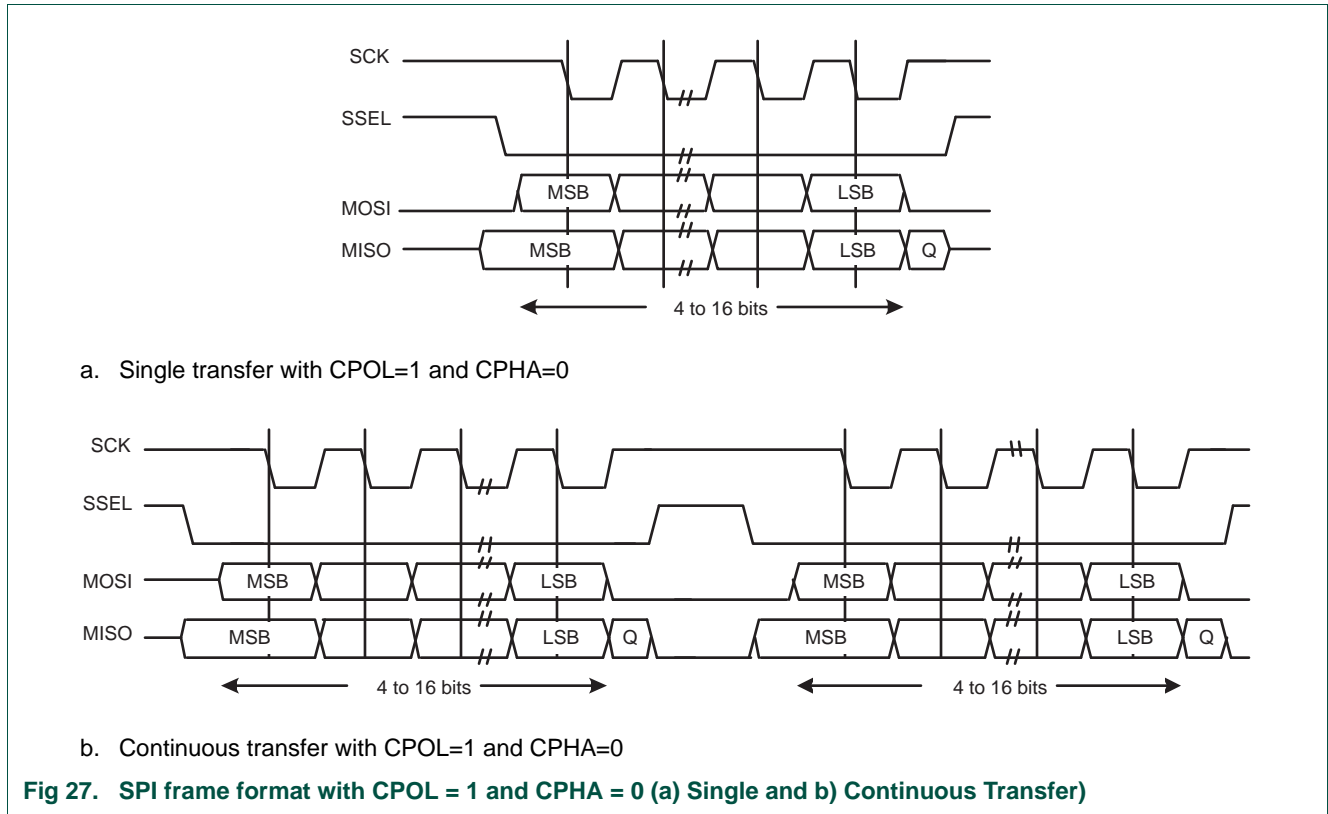 SCK
SSEL
MOSI MSB LSB
MISO MSB LSB Q
4 to 16 bits
a. Single transfer with CPOL=1 and CPHA=0
SCK
SSEL
MOSI MSB LSB MSB LSB
MISO MSB LSB Q MSB LSB Q
4 to 16 bits 4 to 16 bits
b. Continuous transfer with CPOL=1 and CPHA=0
Fig 27. SPI frame format with CPOL = 1 and CPHA = 0 (a) Single and b) Continuous Transfer)